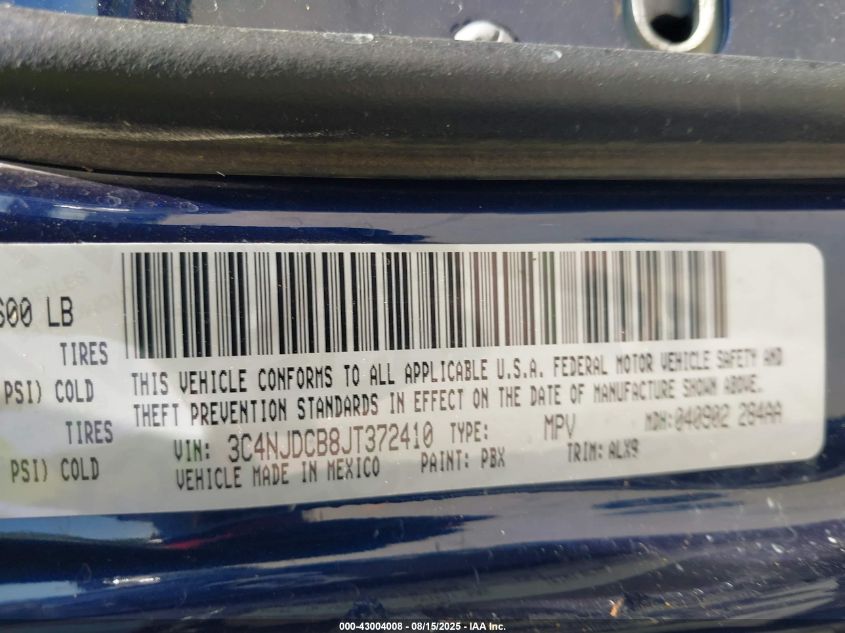 600 LB
TIRES
PSI) COLD
TIRES
PSI) COLD
THIS VEHICLE CONFORMS TO ALL APPLICABLE U.S.A. FEDERAL MOTOR VEHICLE SAFETY AND
THEFT PREVENTION STANDARDS IN EFFECT ON THE DATE OF MANUFACTURE SHOWN ABOVE.
VIN: 3C4NJDCB8JT372410 TYPE: MPV MDH:040902 284AA
VEHICLE MADE IN MEXICO PAINT: PBX TRIM: ALX9
000-43004008 - 08/15/2025 - IAA Inc.